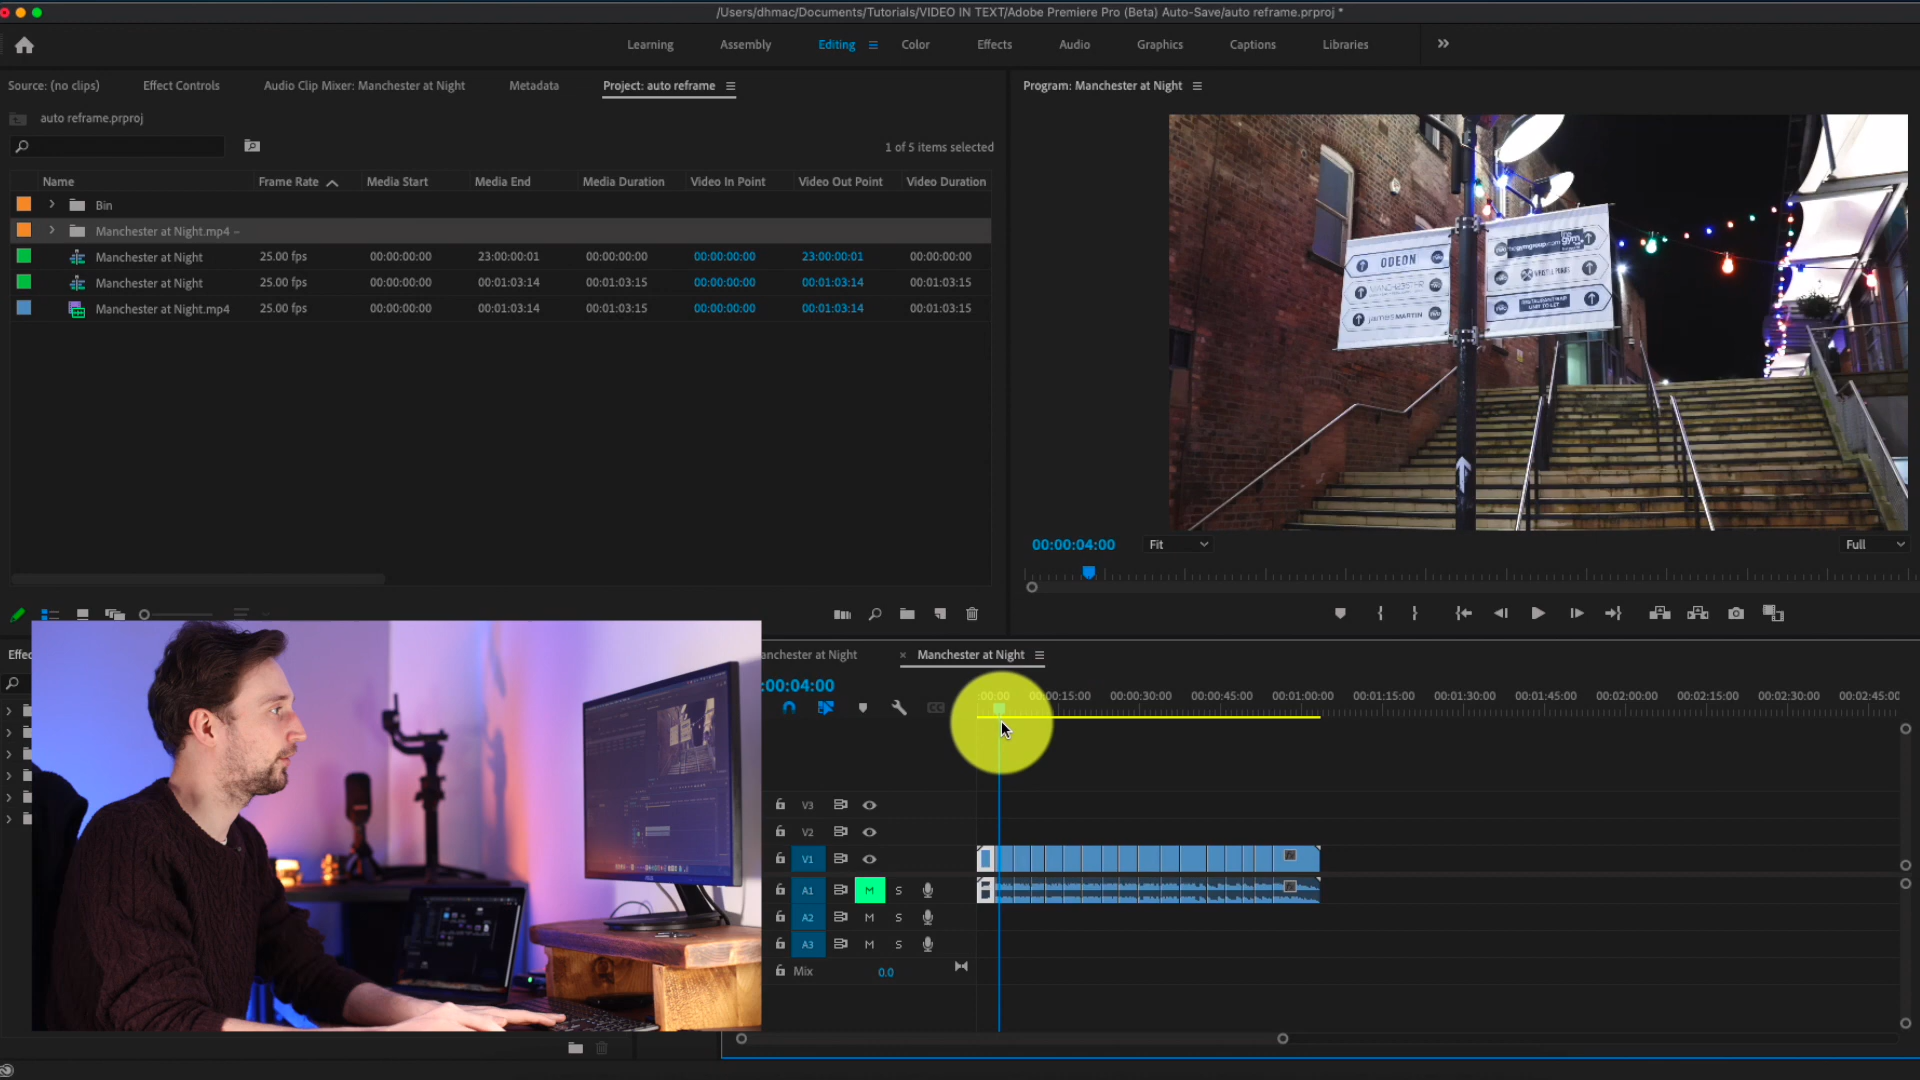 /Users/dhmac/Documents/Tutorials/VIDEO IN TEXT/Adobe Premiere Pro (Beta) Auto-Save/auto reframe.prproj *
Learning Assembly Editing Color Effects Audio Graphics Captions Libraries
Source: (no clips) Effect Controls Audio Clip Mixer: Manchester at Night Metadata Project: auto reframe
Program: Manchester at Night
auto reframe.prproj
1 of 5 items selected
Name Frame Rate Media Start Media End Media Duration Video In Point Video Out Point Video Duration
Bin
Manchester at Night.mp4 –
Manchester at Night 25.00 fps 00:00:00:00 23:00:00:01 00:00:00:00 00:00:00:00 23:00:00:01 00:00:00:00
Manchester at Night 25.00 fps 00:00:00:00 00:01:03:14 00:01:03:15 00:00:00:00 00:01:03:14 00:01:03:15
Manchester at Night.mp4 25.00 fps 00:00:00:00 00:01:03:14 00:01:03:15 00:00:00:00 00:01:03:14 00:01:03:15
ODEON
JAMES MARTIN
the gym
00:00:04:00 Fit Full
Effec
anchester at Night × Manchester at Night
:00:04:00
:00:00 00:00:15:00 00:00:30:00 00:00:45:00 00:01:00:00 00:01:15:00 00:01:30:00 00:01:45:00 00:02:00:00 00:02:15:00 00:02:30:00 00:02:45:00
V3
V2
V1
A1 M S
A2 M S
A3 M S
Mix 0.0